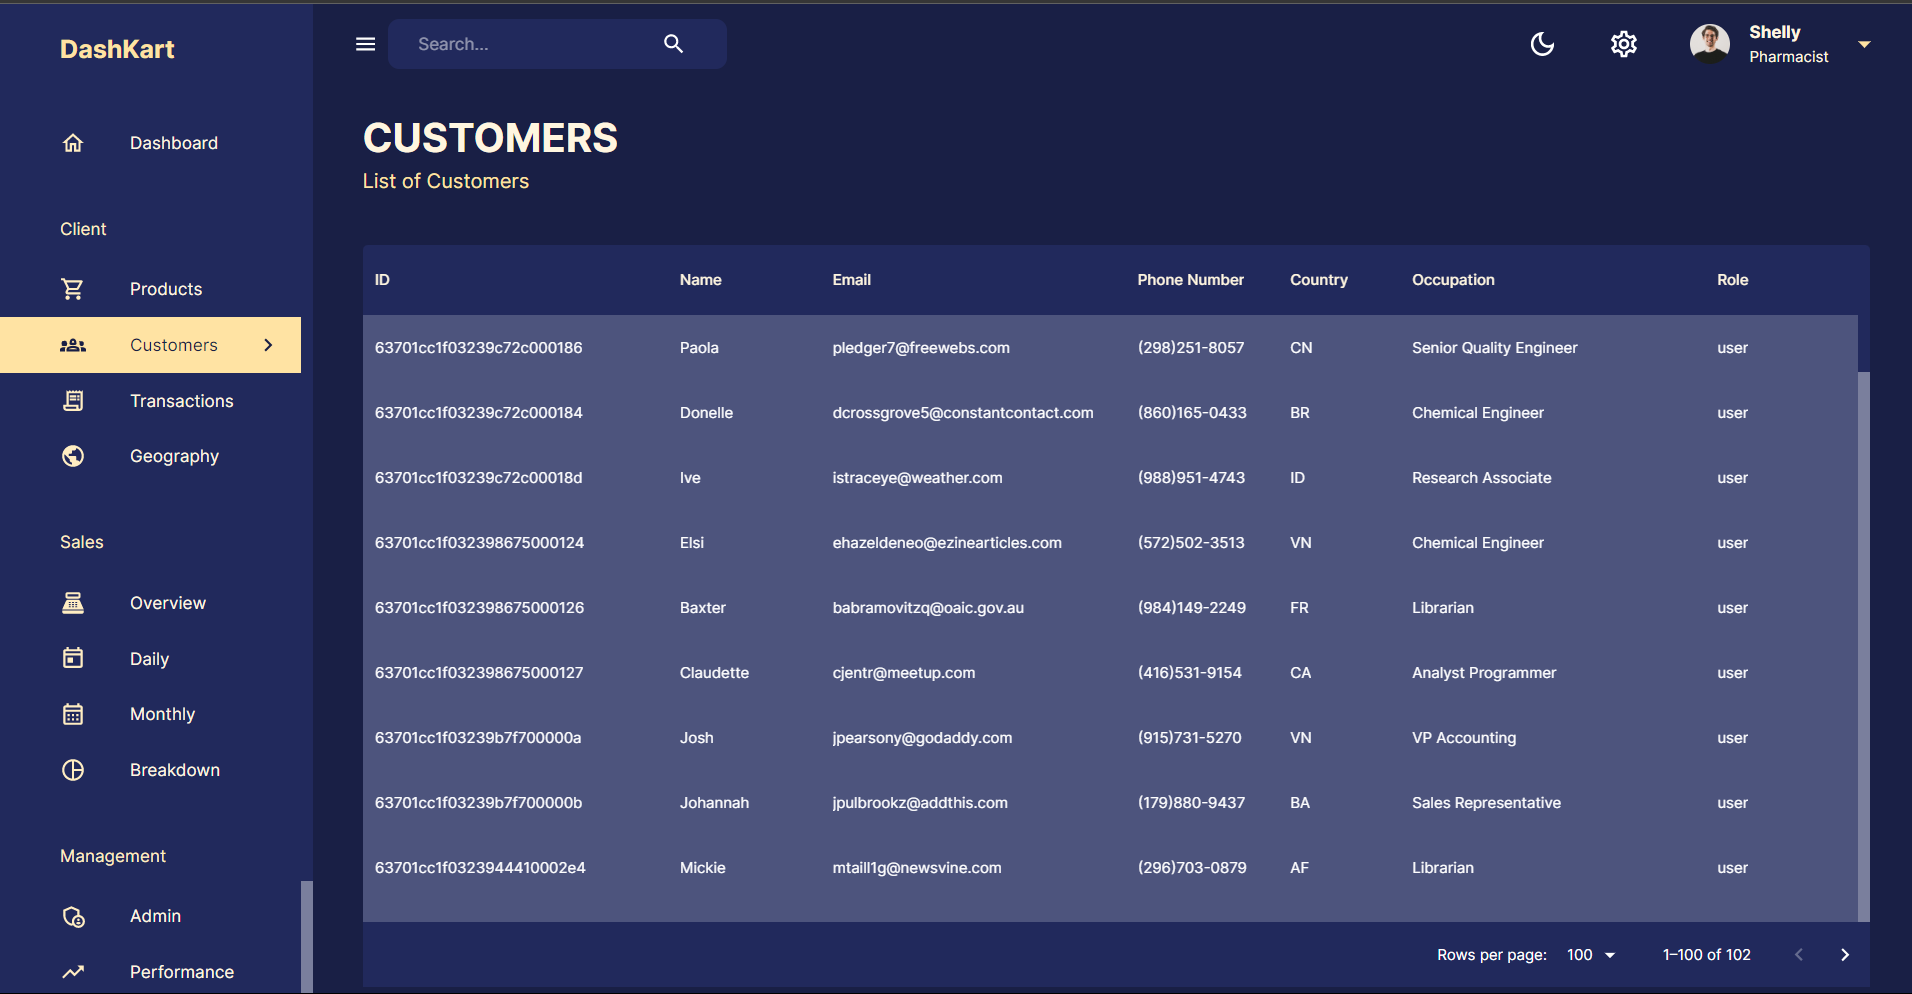 DashKart
Dashboard
Client
Products
Customers
Transactions
Geography
Sales
Overview
Daily
Monthly
Breakdown
Management
Admin
Performance
Search...
Shelly
Pharmacist
CUSTOMERS
List of Customers
ID Name Email Phone Number Country Occupation Role
63701cc1f03239c72c000186 Paola pledger7@freewebs.com (298)251-8057 CN Senior Quality Engineer user
63701cc1f03239c72c000184 Donelle dcrossgrove5@constantcontact.com (860)165-0433 BR Chemical Engineer user
63701cc1f03239c72c00018d Ive istraceye@weather.com (988)951-4743 ID Research Associate user
63701cc1f032398675000124 Elsi ehazeldeneo@ezinearticles.com (572)502-3513 VN Chemical Engineer user
63701cc1f032398675000126 Baxter babramovitzq@oaic.gov.au (984)149-2249 FR Librarian user
63701cc1f032398675000127 Claudette cjentr@meetup.com (416)531-9154 CA Analyst Programmer user
63701cc1f03239b7f700000a Josh jpearsony@godaddy.com (915)731-5270 VN VP Accounting user
63701cc1f03239b7f700000b Johannah jpulbrookz@addthis.com (179)880-9437 BA Sales Representative user
63701cc1f0323944410002e4 Mickie mtaill1g@newsvine.com (296)703-0879 AF Librarian user
Rows per page: 100 1–100 of 102